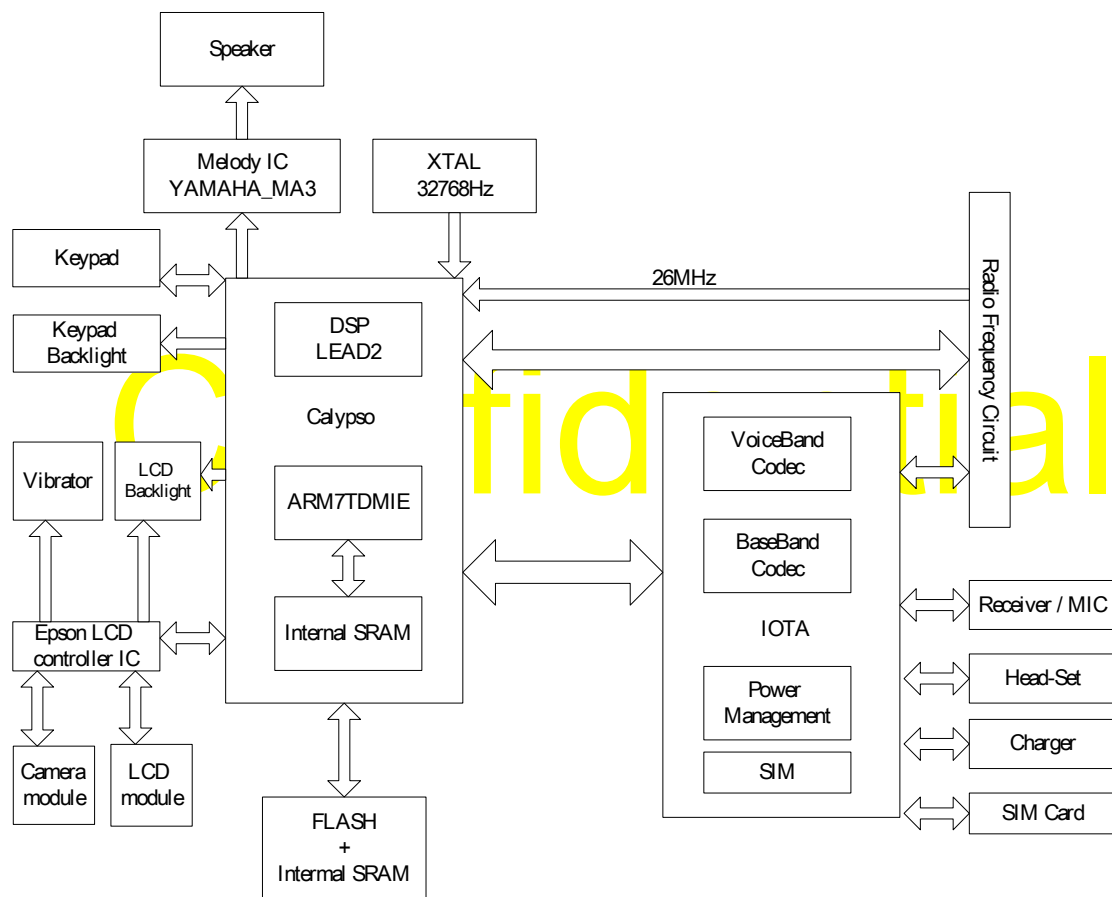 Speaker
Melody IC
YAMAHA_MA3
XTAL
32768Hz
Keypad
26MHz
Radio Frequency Circuit
Keypad
Backlight
DSP
LEAD2
Calypso
VoiceBand
Codec
Vibrator
LCD
Backlight
ARM7TDMIE
BaseBand
Codec
Receiver / MIC
Epson LCD
controller IC
Internal SRAM
IOTA
Head-Set
Power
Management
Charger
Camera
module
LCD
module
SIM
SIM Card
FLASH
+
Intermal SRAM